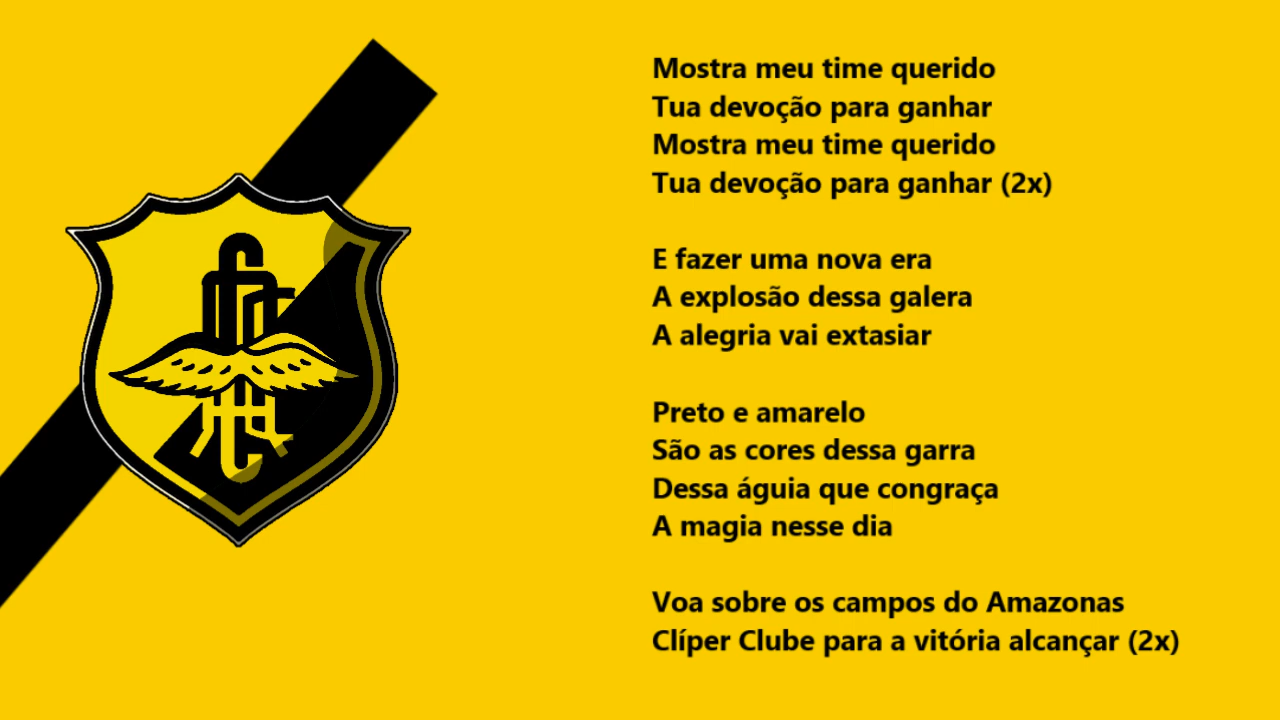 Mostra meu time querido
Tua devoção para ganhar
Mostra meu time querido
Tua devoção para ganhar (2x)
E fazer uma nova era
A explosão dessa galera
A alegria vai extasiar
Preto e amarelo
São as cores dessa garra
Dessa águia que congraça
A magia nesse dia
Voa sobre os campos do Amazonas
Clíper Clube para a vitória alcançar (2x)